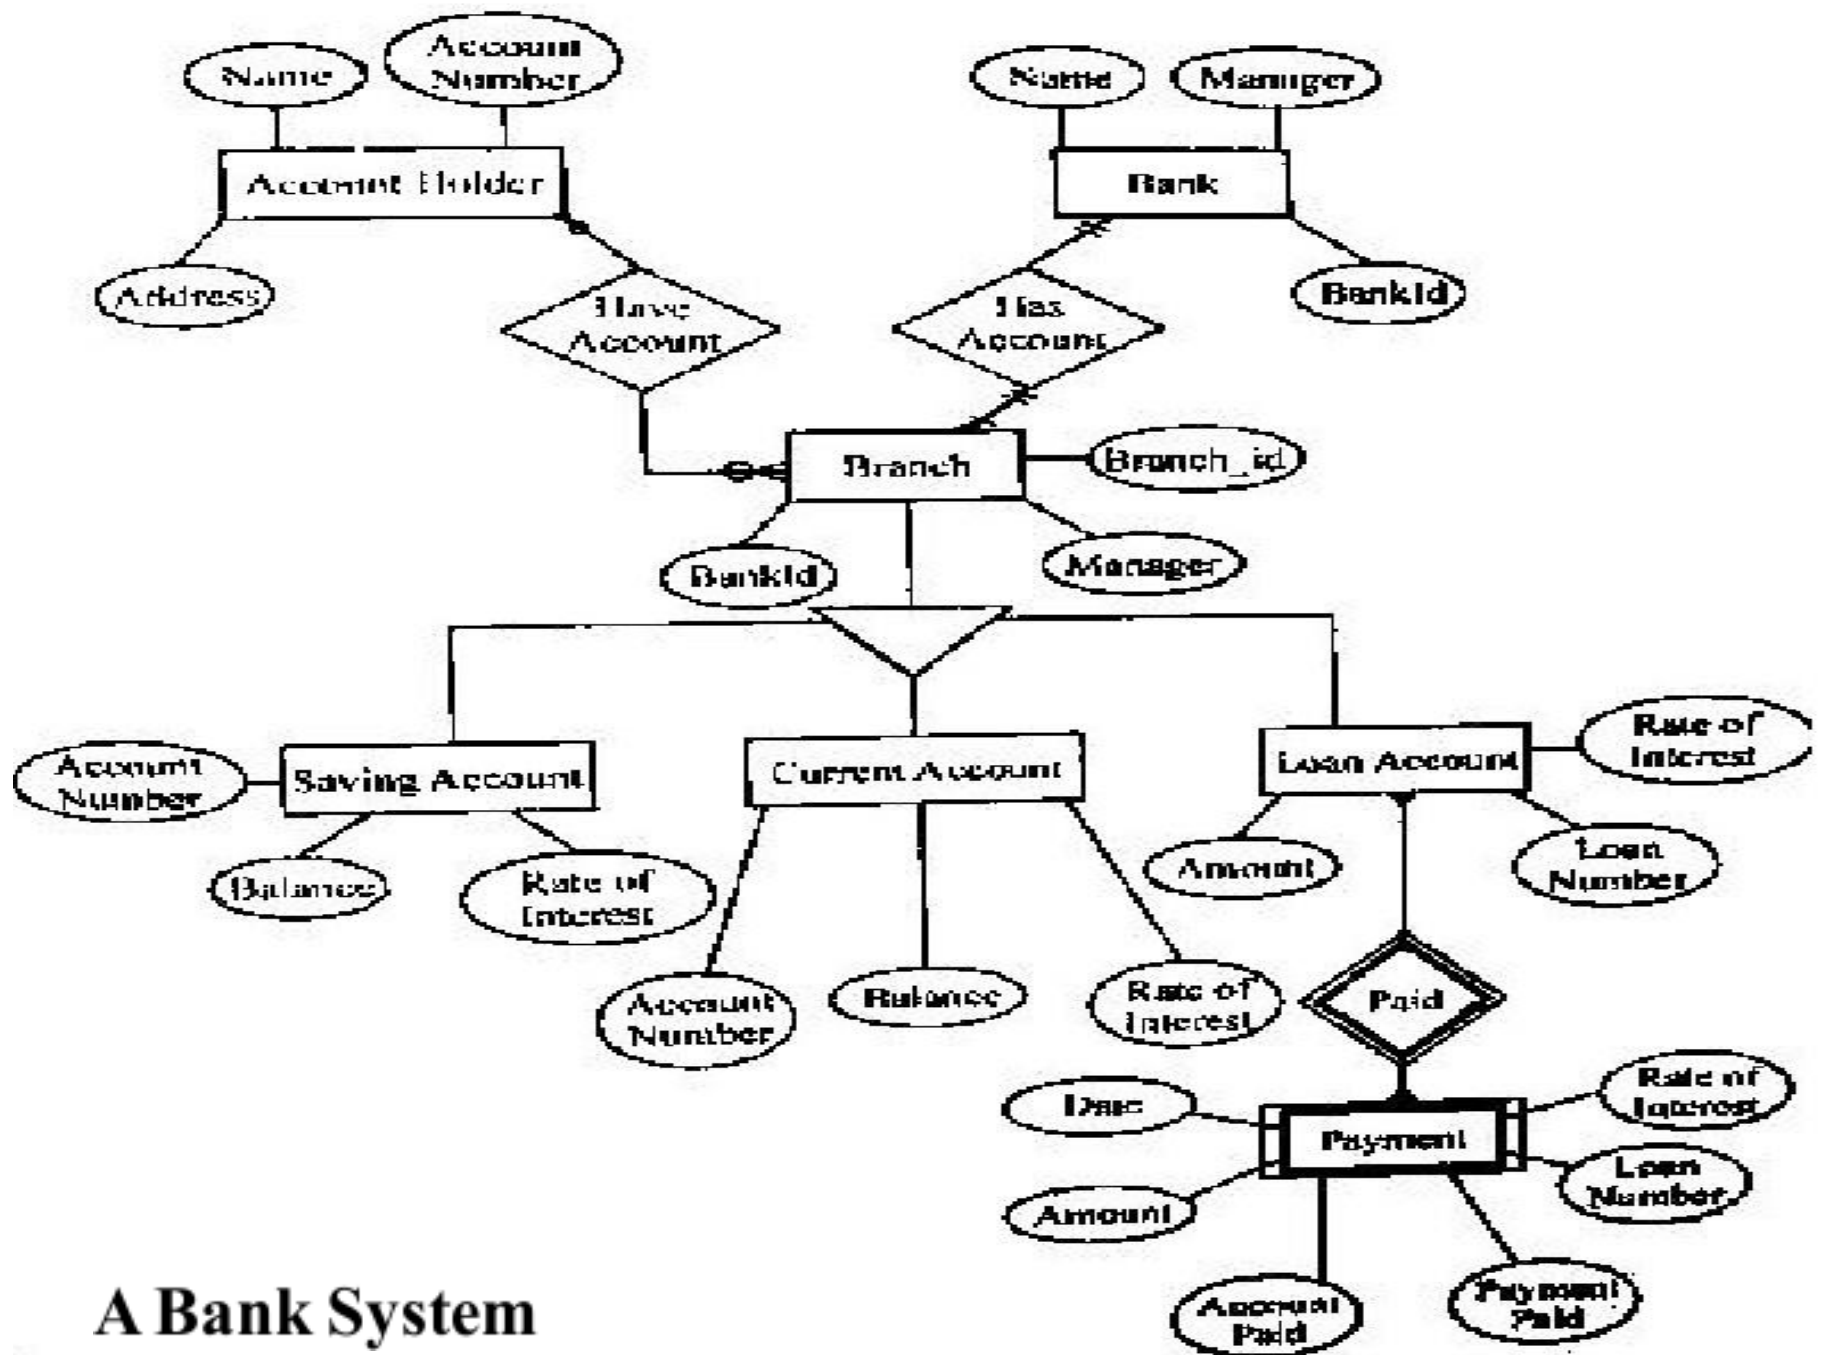 Name
Account
Number
Name
Manager
Account Holder
Bank
Address
BankId
Have
Account
Has
Account
Branch
Branch_id
BankId
Manager
Account
Number
Saving Account
Current Account
Loan Account
Rate of
Interest
Balance
Rate of
Interest
Amount
Loan
Number
Account
Number
Balance
Rate of
Interest
Paid
Date
Payment
Rate of
Interest
Amount
Loan
Number
Account
Paid
Payment
Paid
A Bank System